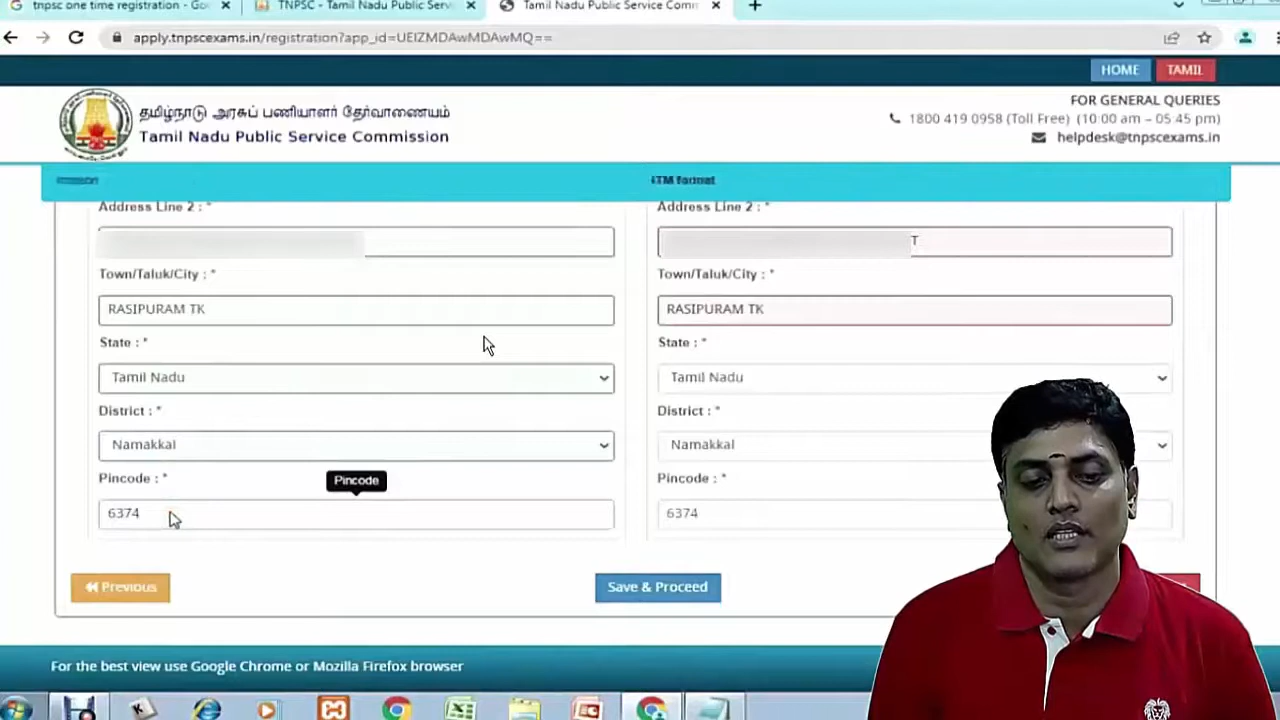 tnpsc one time registration - Go
TNPSC - Tamil Nadu Public Serv
Tamil Nadu Public Service Comm
apply.tnpscexams.in/registration?app_id=UEIZMDAwMDAwMQ==
HOME
TAMIL
தமிழ்நாடு அரசுப் பணியாளர் தேர்வாணையம்
Tamil Nadu Public Service Commission
FOR GENERAL QUERIES
1800 419 0958 (Toll Free) (10:00 am – 05:45 pm)
helpdesk@tnpscexams.in
Address Line 2 : *
Address Line 2 : *
T
Town/Taluk/City : *
Town/Taluk/City : *
RASIPURAM TK
RASIPURAM TK
State : *
State : *
Tamil Nadu
Tamil Nadu
District : *
District : *
Namakkal
Namakkal
Pincode : *
Pincode
Pincode : *
6374
6374
Previous
Save & Proceed
For the best view use Google Chrome or Mozilla Firefox browser